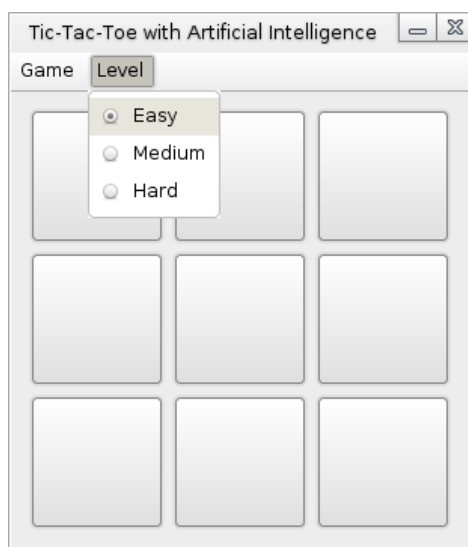 Tic-Tac-Toe with Artificial Intelligence
Game Level
Easy
Medium
Hard